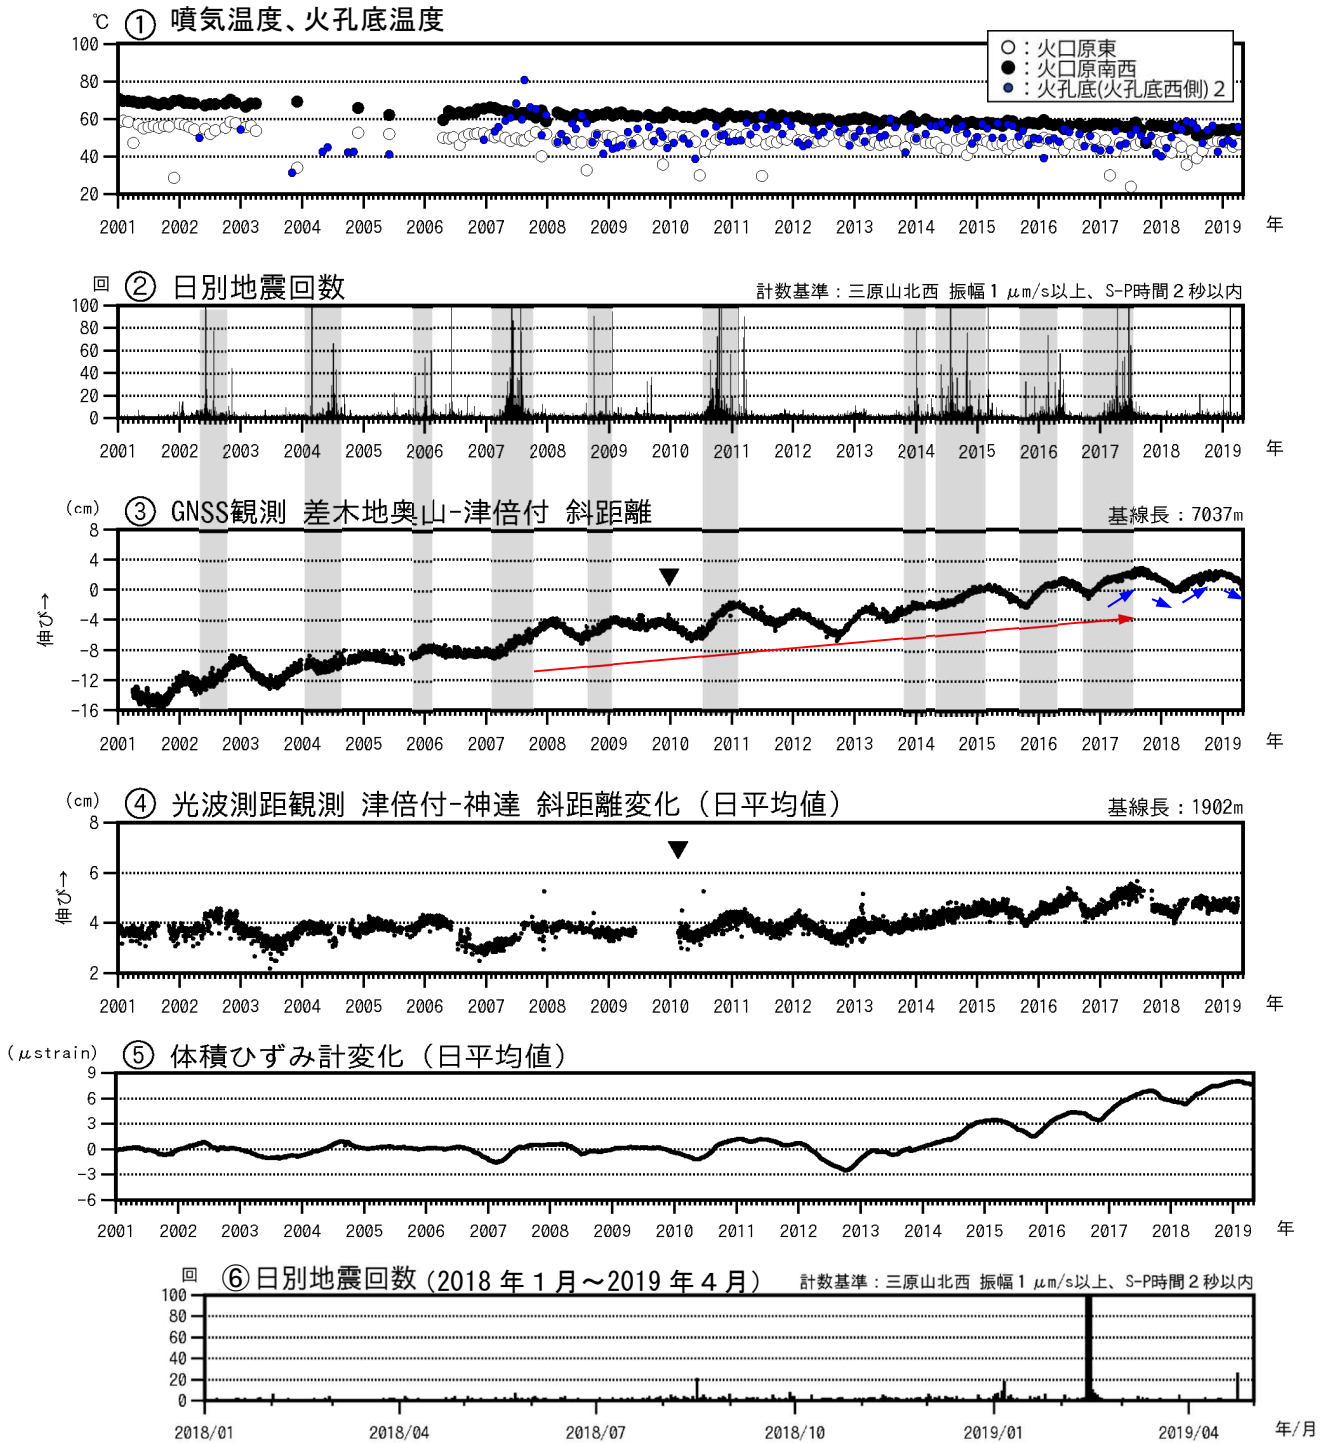 ℃ ① 噴気温度、火孔底温度
○：火口原東
●：火口原南西
●：火孔底(火孔底西側)２
100
80
60
40
20
2001 2002 2003 2004 2005 2006 2007 2008 2009 2010 2011 2012 2013 2014 2015 2016 2017 2018 2019 年
回 ② 日別地震回数 計数基準：三原山北西 振幅１μm/s以上、S-P時間２秒以内
100
80
60
40
20
0
2001 2002 2003 2004 2005 2006 2007 2008 2009 2010 2011 2012 2013 2014 2015 2016 2017 2018 2019 年
(cm) ③ GNSS観測 差木地奥山-津倍付 斜距離 基線長：7037m
伸び→
8
4
0
-4
-8
-12
-16
2001 2002 2003 2004 2005 2006 2007 2008 2009 2010 2011 2012 2013 2014 2015 2016 2017 2018 2019 年
(cm) ④ 光波測距観測 津倍付-神達 斜距離変化（日平均値） 基線長：1902m
伸び→
8
6
4
2
2001 2002 2003 2004 2005 2006 2007 2008 2009 2010 2011 2012 2013 2014 2015 2016 2017 2018 2019 年
(μstrain) ⑤ 体積ひずみ計変化（日平均値）
9
6
3
0
-3
-6
2001 2002 2003 2004 2005 2006 2007 2008 2009 2010 2011 2012 2013 2014 2015 2016 2017 2018 2019 年
回 ⑥日別地震回数（2018 年１月～2019 年４月） 計数基準：三原山北西 振幅１μm/s以上、S-P時間２秒以内
100
80
60
40
20
0
2018/01 2018/04 2018/07 2018/10 2019/01 2019/04 年/月